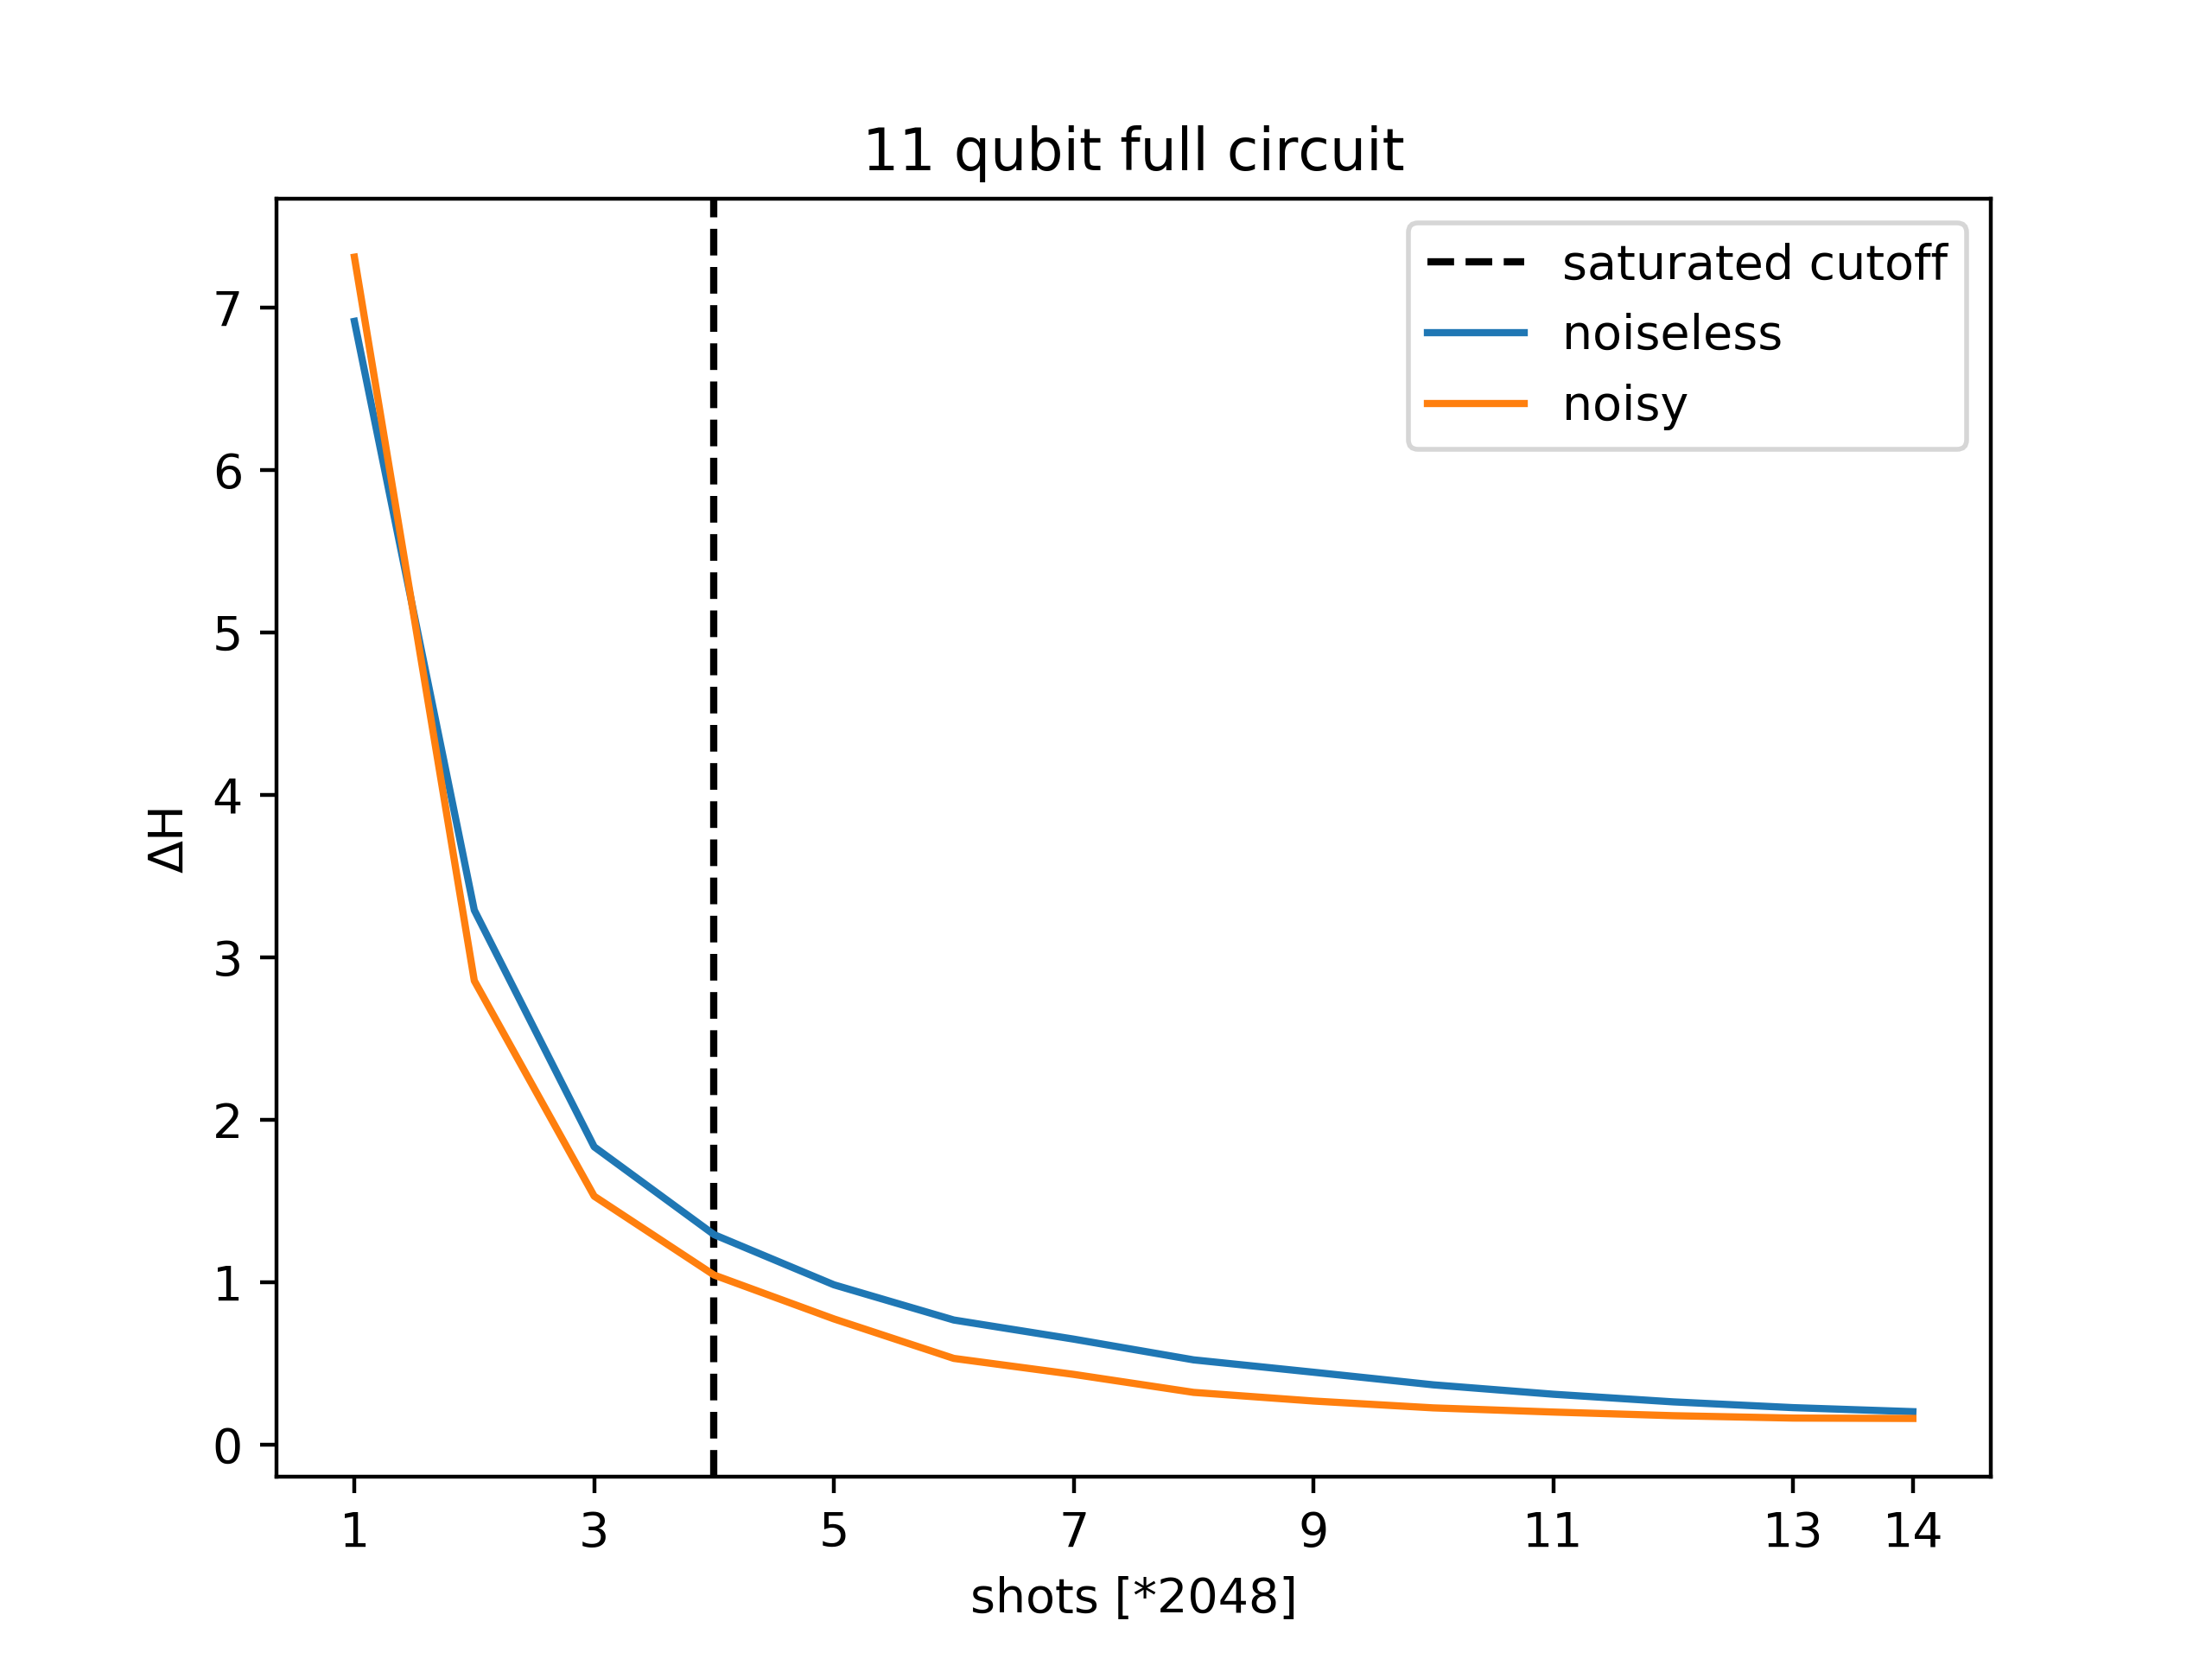 11 qubit full circuit
saturated cutoff
noiseless
noisy
7
6
5
4
3
2
1
0
ΔH
1 3 5 7 9 11 13 14
shots [*2048]